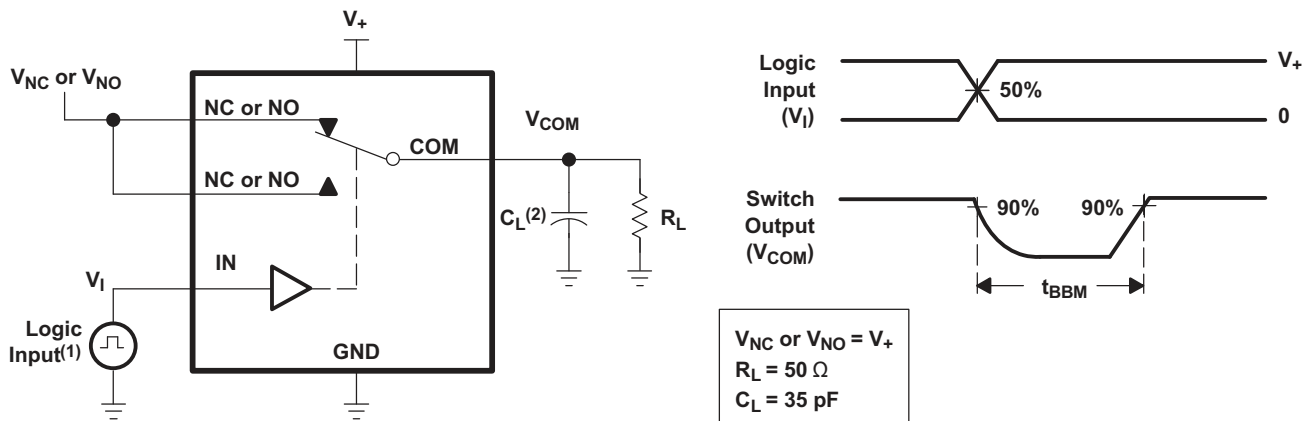 V+
VNC or VNO
NC or NO
VCOM
COM
NC or NO
CL(2)
RL
IN
VI
Logic
Input(1)
GND
Logic
Input
(VI)
50%
V+
0
Switch
Output
(VCOM)
90%
90%
tBBM
VNC or VNO = V+
RL = 50 Ω
CL = 35 pF